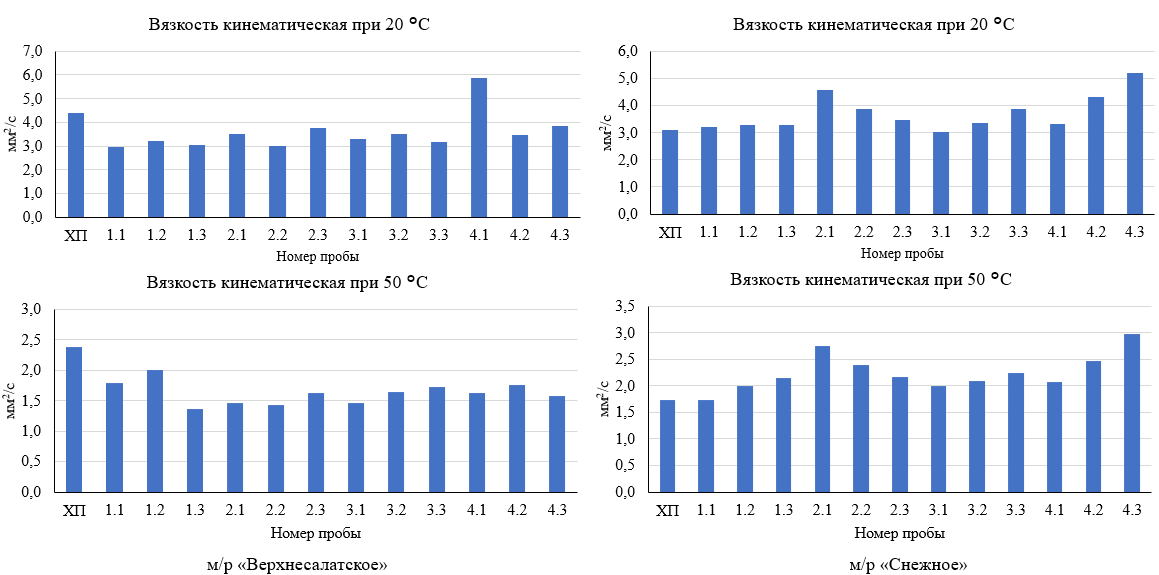 Вязкость кинематическая при 20 °С
мм²/с
7,0
6,0
5,0
4,0
3,0
2,0
1,0
0,0
ХП 1.1 1.2 1.3 2.1 2.2 2.3 3.1 3.2 3.3 4.1 4.2 4.3
Номер пробы
Вязкость кинематическая при 20 °С
мм²/с
6,0
5,0
4,0
3,0
2,0
1,0
0,0
ХП 1.1 1.2 1.3 2.1 2.2 2.3 3.1 3.2 3.3 4.1 4.2 4.3
Номер пробы
Вязкость кинематическая при 50 °С
мм²/с
3,0
2,5
2,0
1,5
1,0
0,5
0,0
ХП 1.1 1.2 1.3 2.1 2.2 2.3 3.1 3.2 3.3 4.1 4.2 4.3
Номер пробы
м/р «Верхнесалатское»
Вязкость кинематическая при 50 °С
мм²/с
3,5
3,0
2,5
2,0
1,5
1,0
0,5
0,0
ХП 1.1 1.2 1.3 2.1 2.2 2.3 3.1 3.2 3.3 4.1 4.2 4.3
Номер пробы
м/р «Снежное»